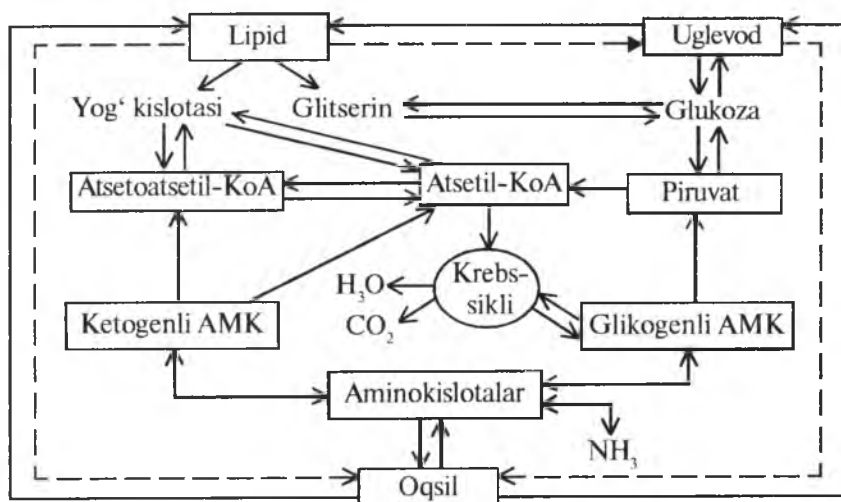 Lipid
Uglevod
Yog‘ kislotasi
Glitserin
Glukoza
Atsetoatsetil-KoA
Atsetil-KoA
Piruvat
Krebs-
sikli
H₃O
CO₂
Ketogenli AMK
Glikogenli AMK
Aminokislotalar
NH₃
Oqsil